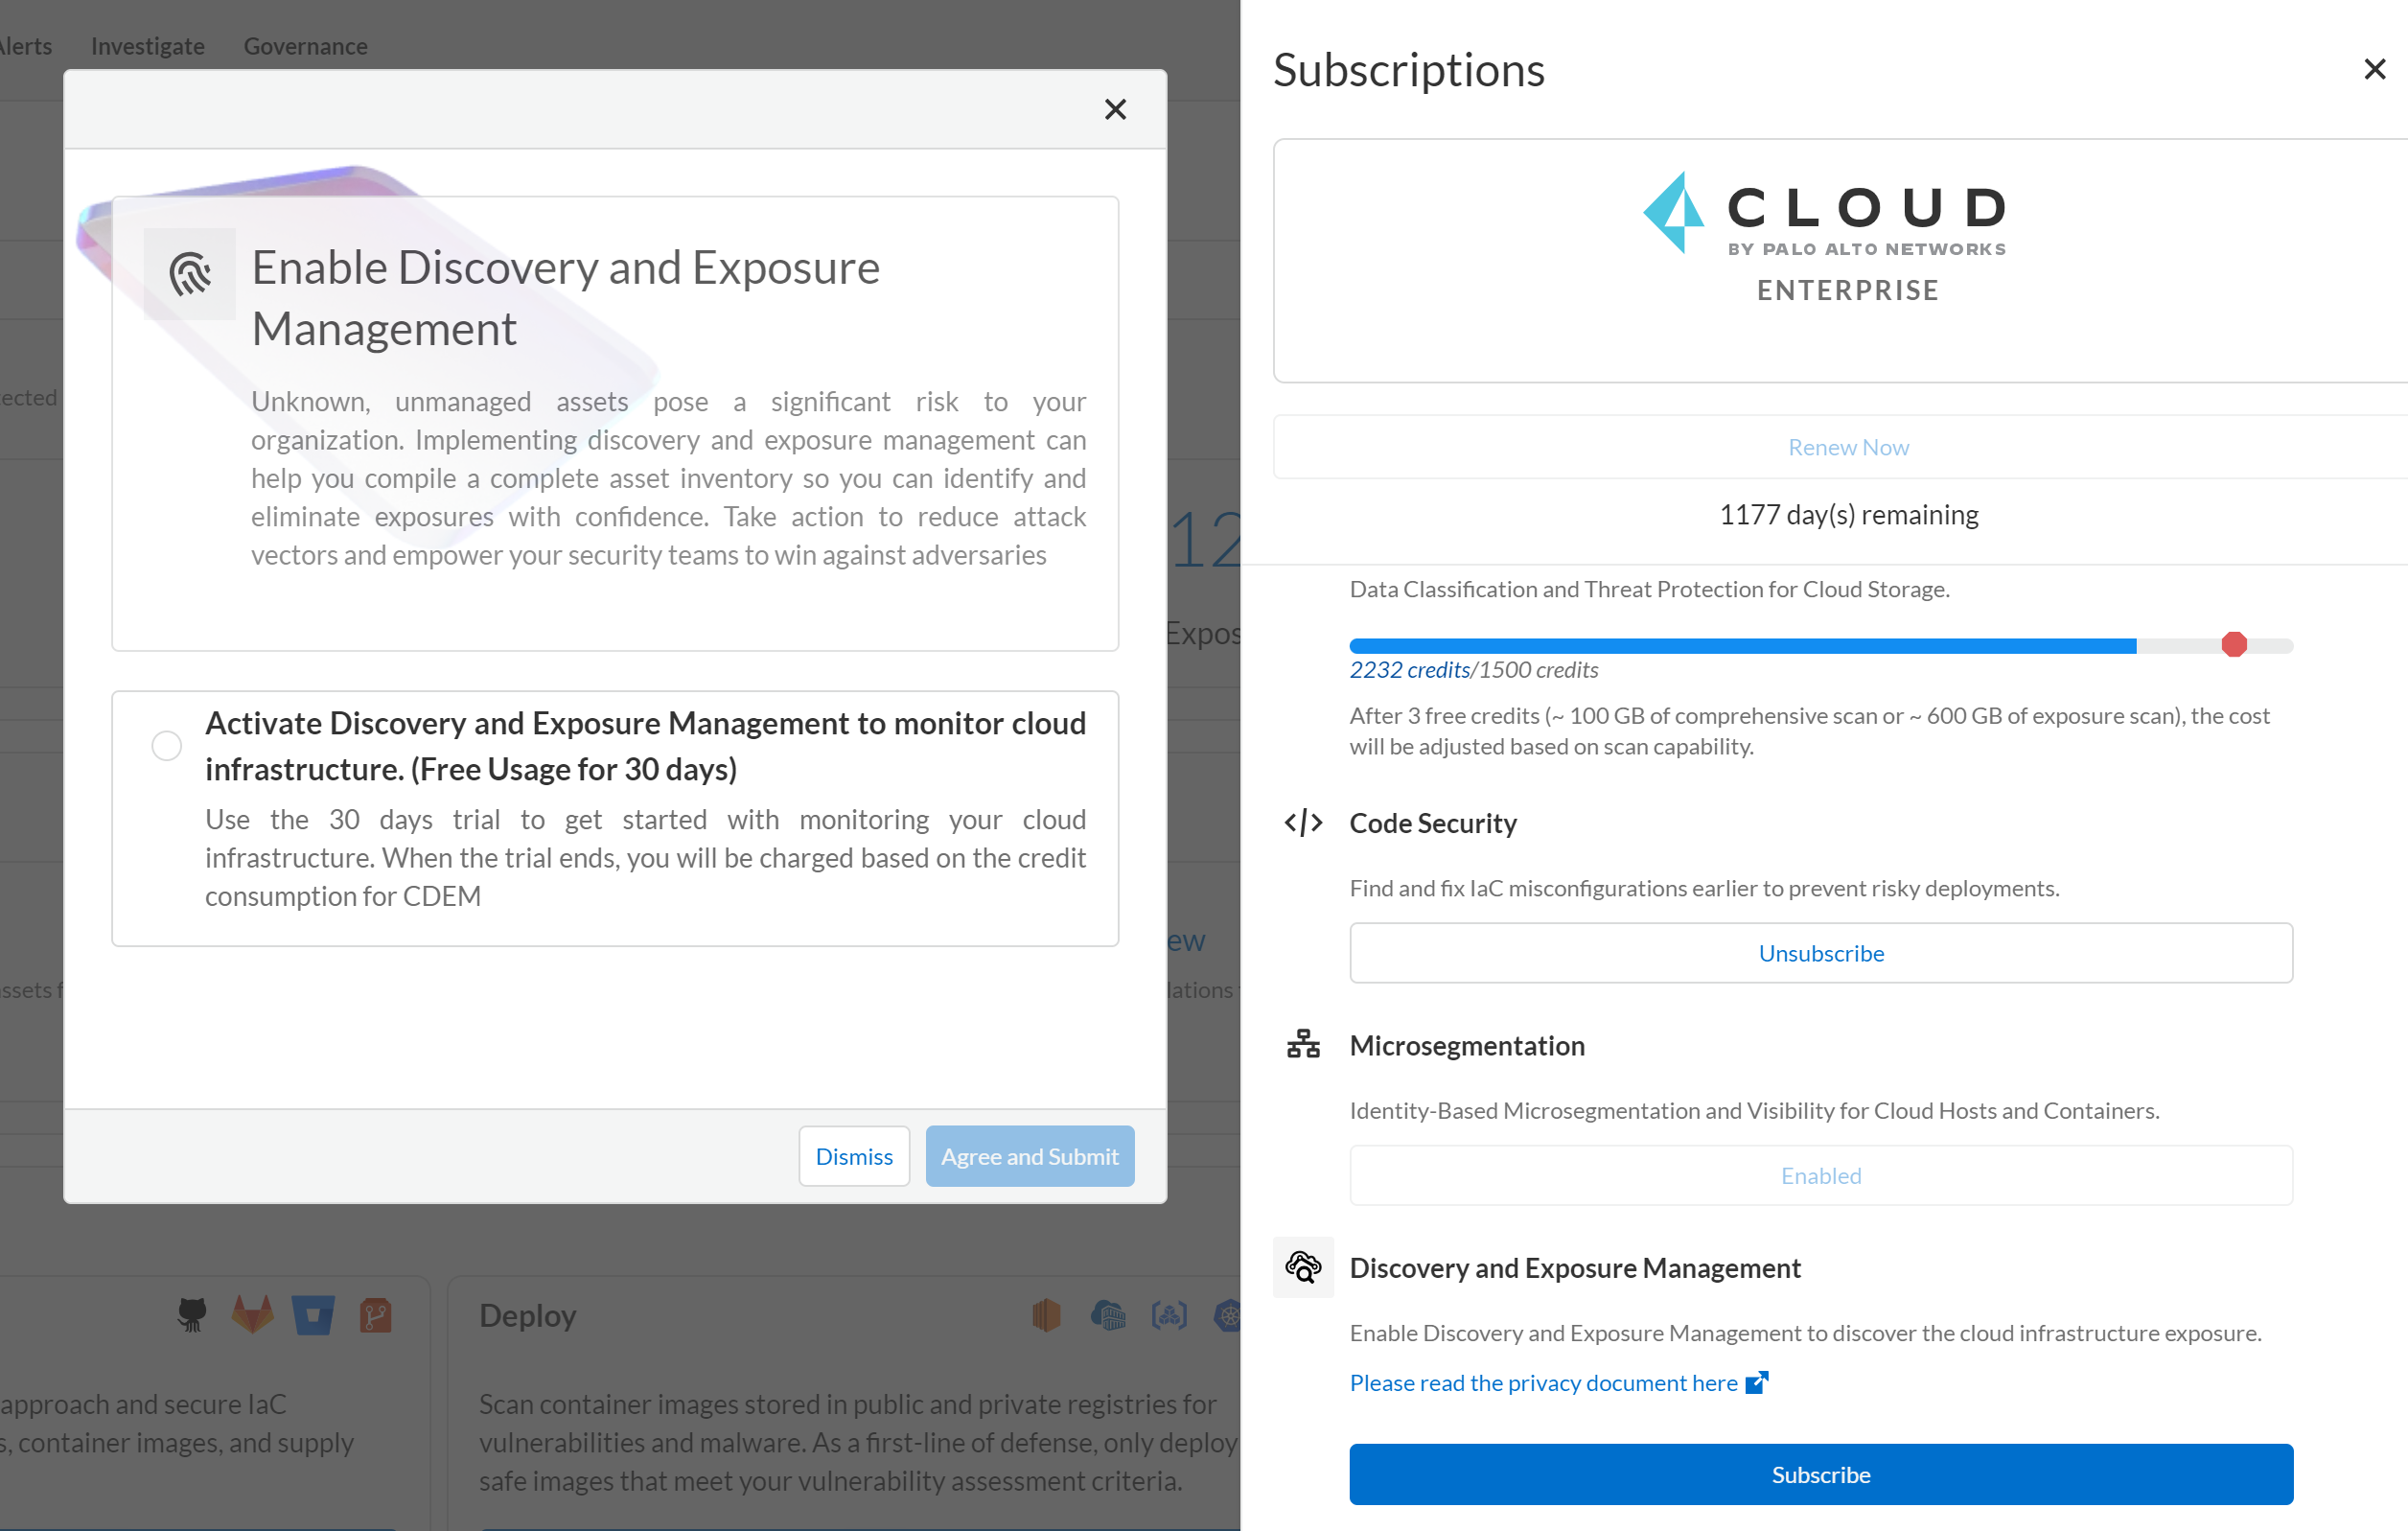 Alerts Investigate Governance
Enable Discovery and Exposure
Management
Unknown, unmanaged assets pose a significant risk to your
organization. Implementing discovery and exposure management can
help you compile a complete asset inventory so you can identify and
eliminate exposures with confidence. Take action to reduce attack
vectors and empower your security teams to win against adversaries
Activate Discovery and Exposure Management to monitor cloud
infrastructure. (Free Usage for 30 days)
Use the 30 days trial to get started with monitoring your cloud
infrastructure. When the trial ends, you will be charged based on the credit
consumption for CDEM
Dismiss
Agree and Submit
ected
12
Expos
ew
assets f
lations
approach and secure IaC
s, container images, and supply
Deploy
Scan container images stored in public and private registries for
vulnerabilities and malware. As a first-line of defense, only deploy
safe images that meet your vulnerability assessment criteria.
Subscriptions
CLOUD
BY PALO ALTO NETWORKS
ENTERPRISE
Renew Now
1177 day(s) remaining
Data Classification and Threat Protection for Cloud Storage.
2232 credits/1500 credits
After 3 free credits (~ 100 GB of comprehensive scan or ~ 600 GB of exposure scan), the cost
will be adjusted based on scan capability.
Code Security
Find and fix IaC misconfigurations earlier to prevent risky deployments.
Unsubscribe
Microsegmentation
Identity-Based Microsegmentation and Visibility for Cloud Hosts and Containers.
Enabled
Discovery and Exposure Management
Enable Discovery and Exposure Management to discover the cloud infrastructure exposure.
Please read the privacy document here
Subscribe